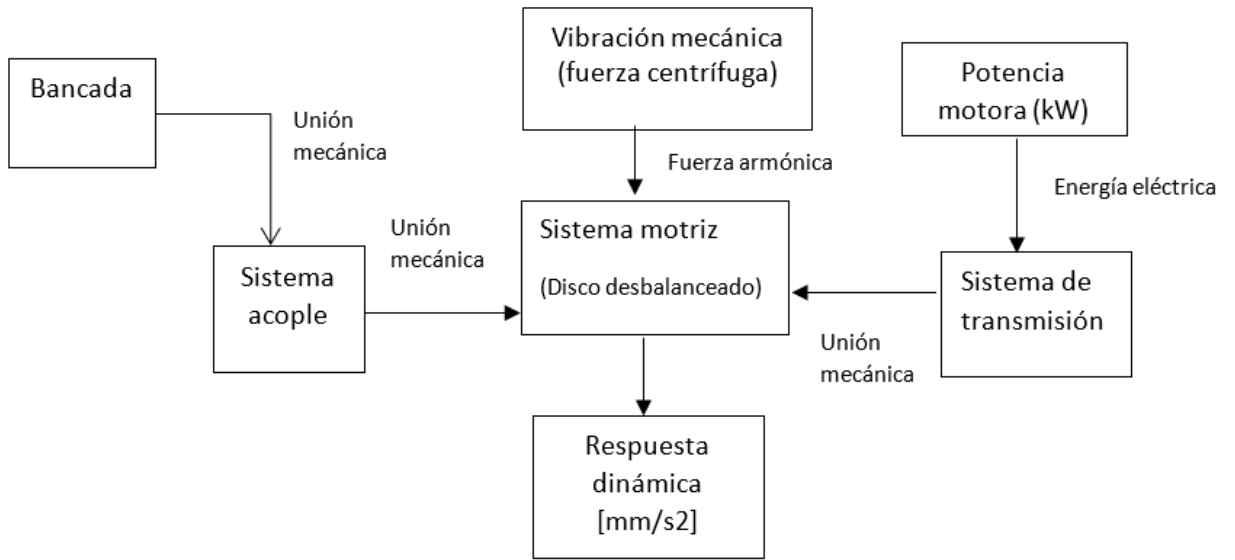 Bancada
Unión
mecánica
Sistema
acople
Unión
mecánica
Vibración mecánica
(fuerza centrífuga)
Fuerza armónica
Sistema motriz
(Disco desbalanceado)
Potencia
motora (kW)
Energía eléctrica
Sistema de
transmisión
Unión
mecánica
Respuesta
dinámica
[mm/s2]